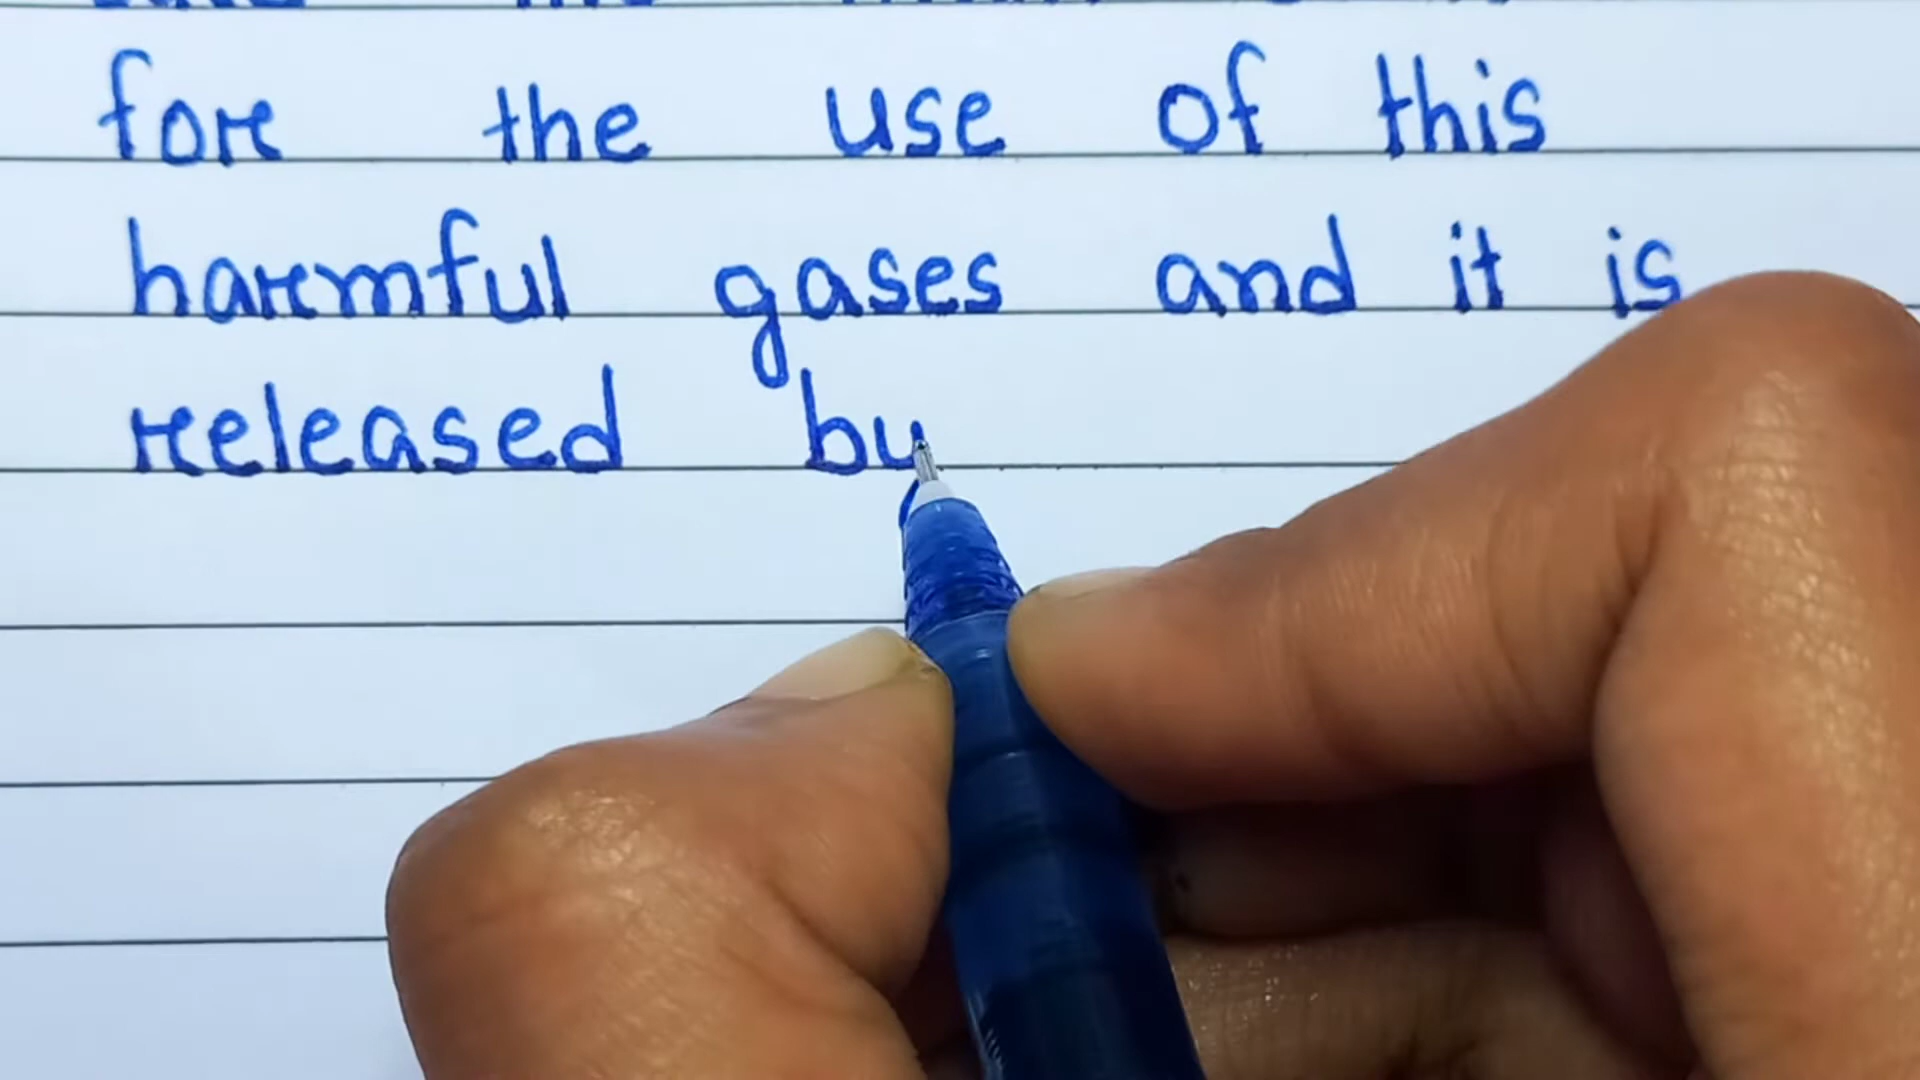 for the use of this
harmful gases and it is
released by